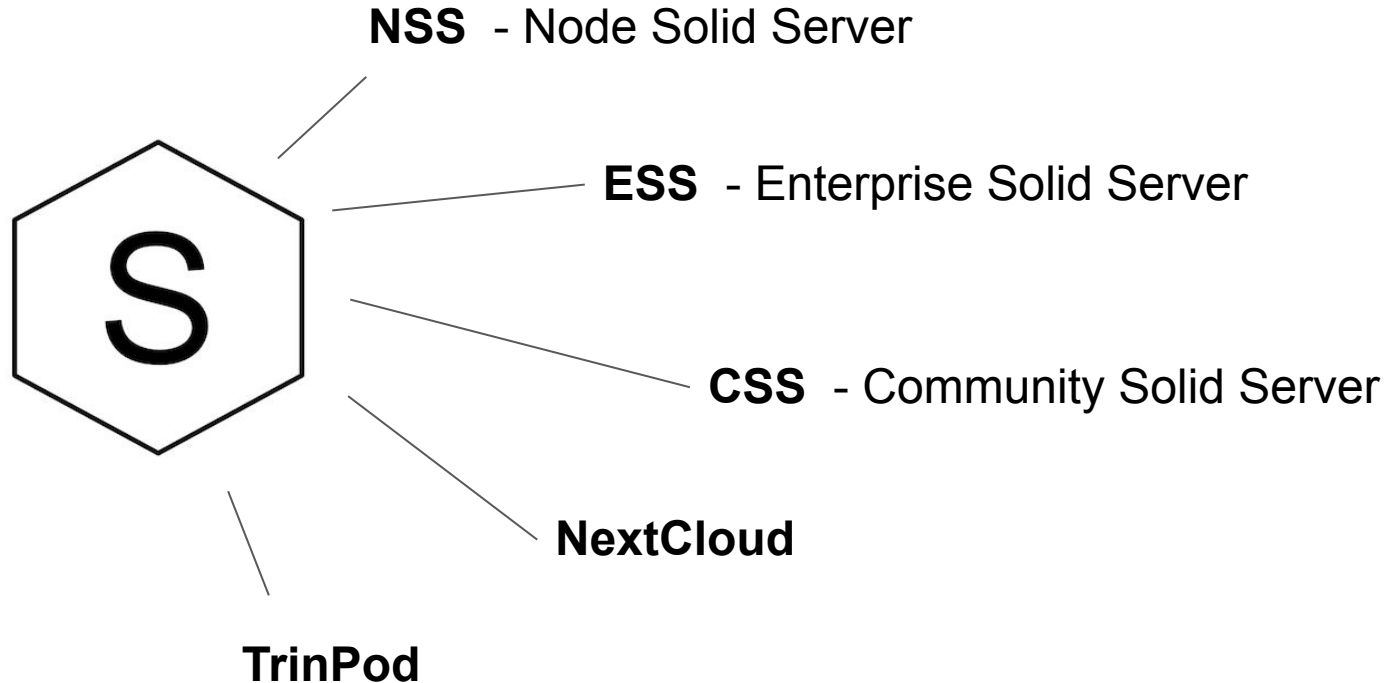 NSS - Node Solid Server
ESS - Enterprise Solid Server
S
CSS - Community Solid Server
NextCloud
TrinPod